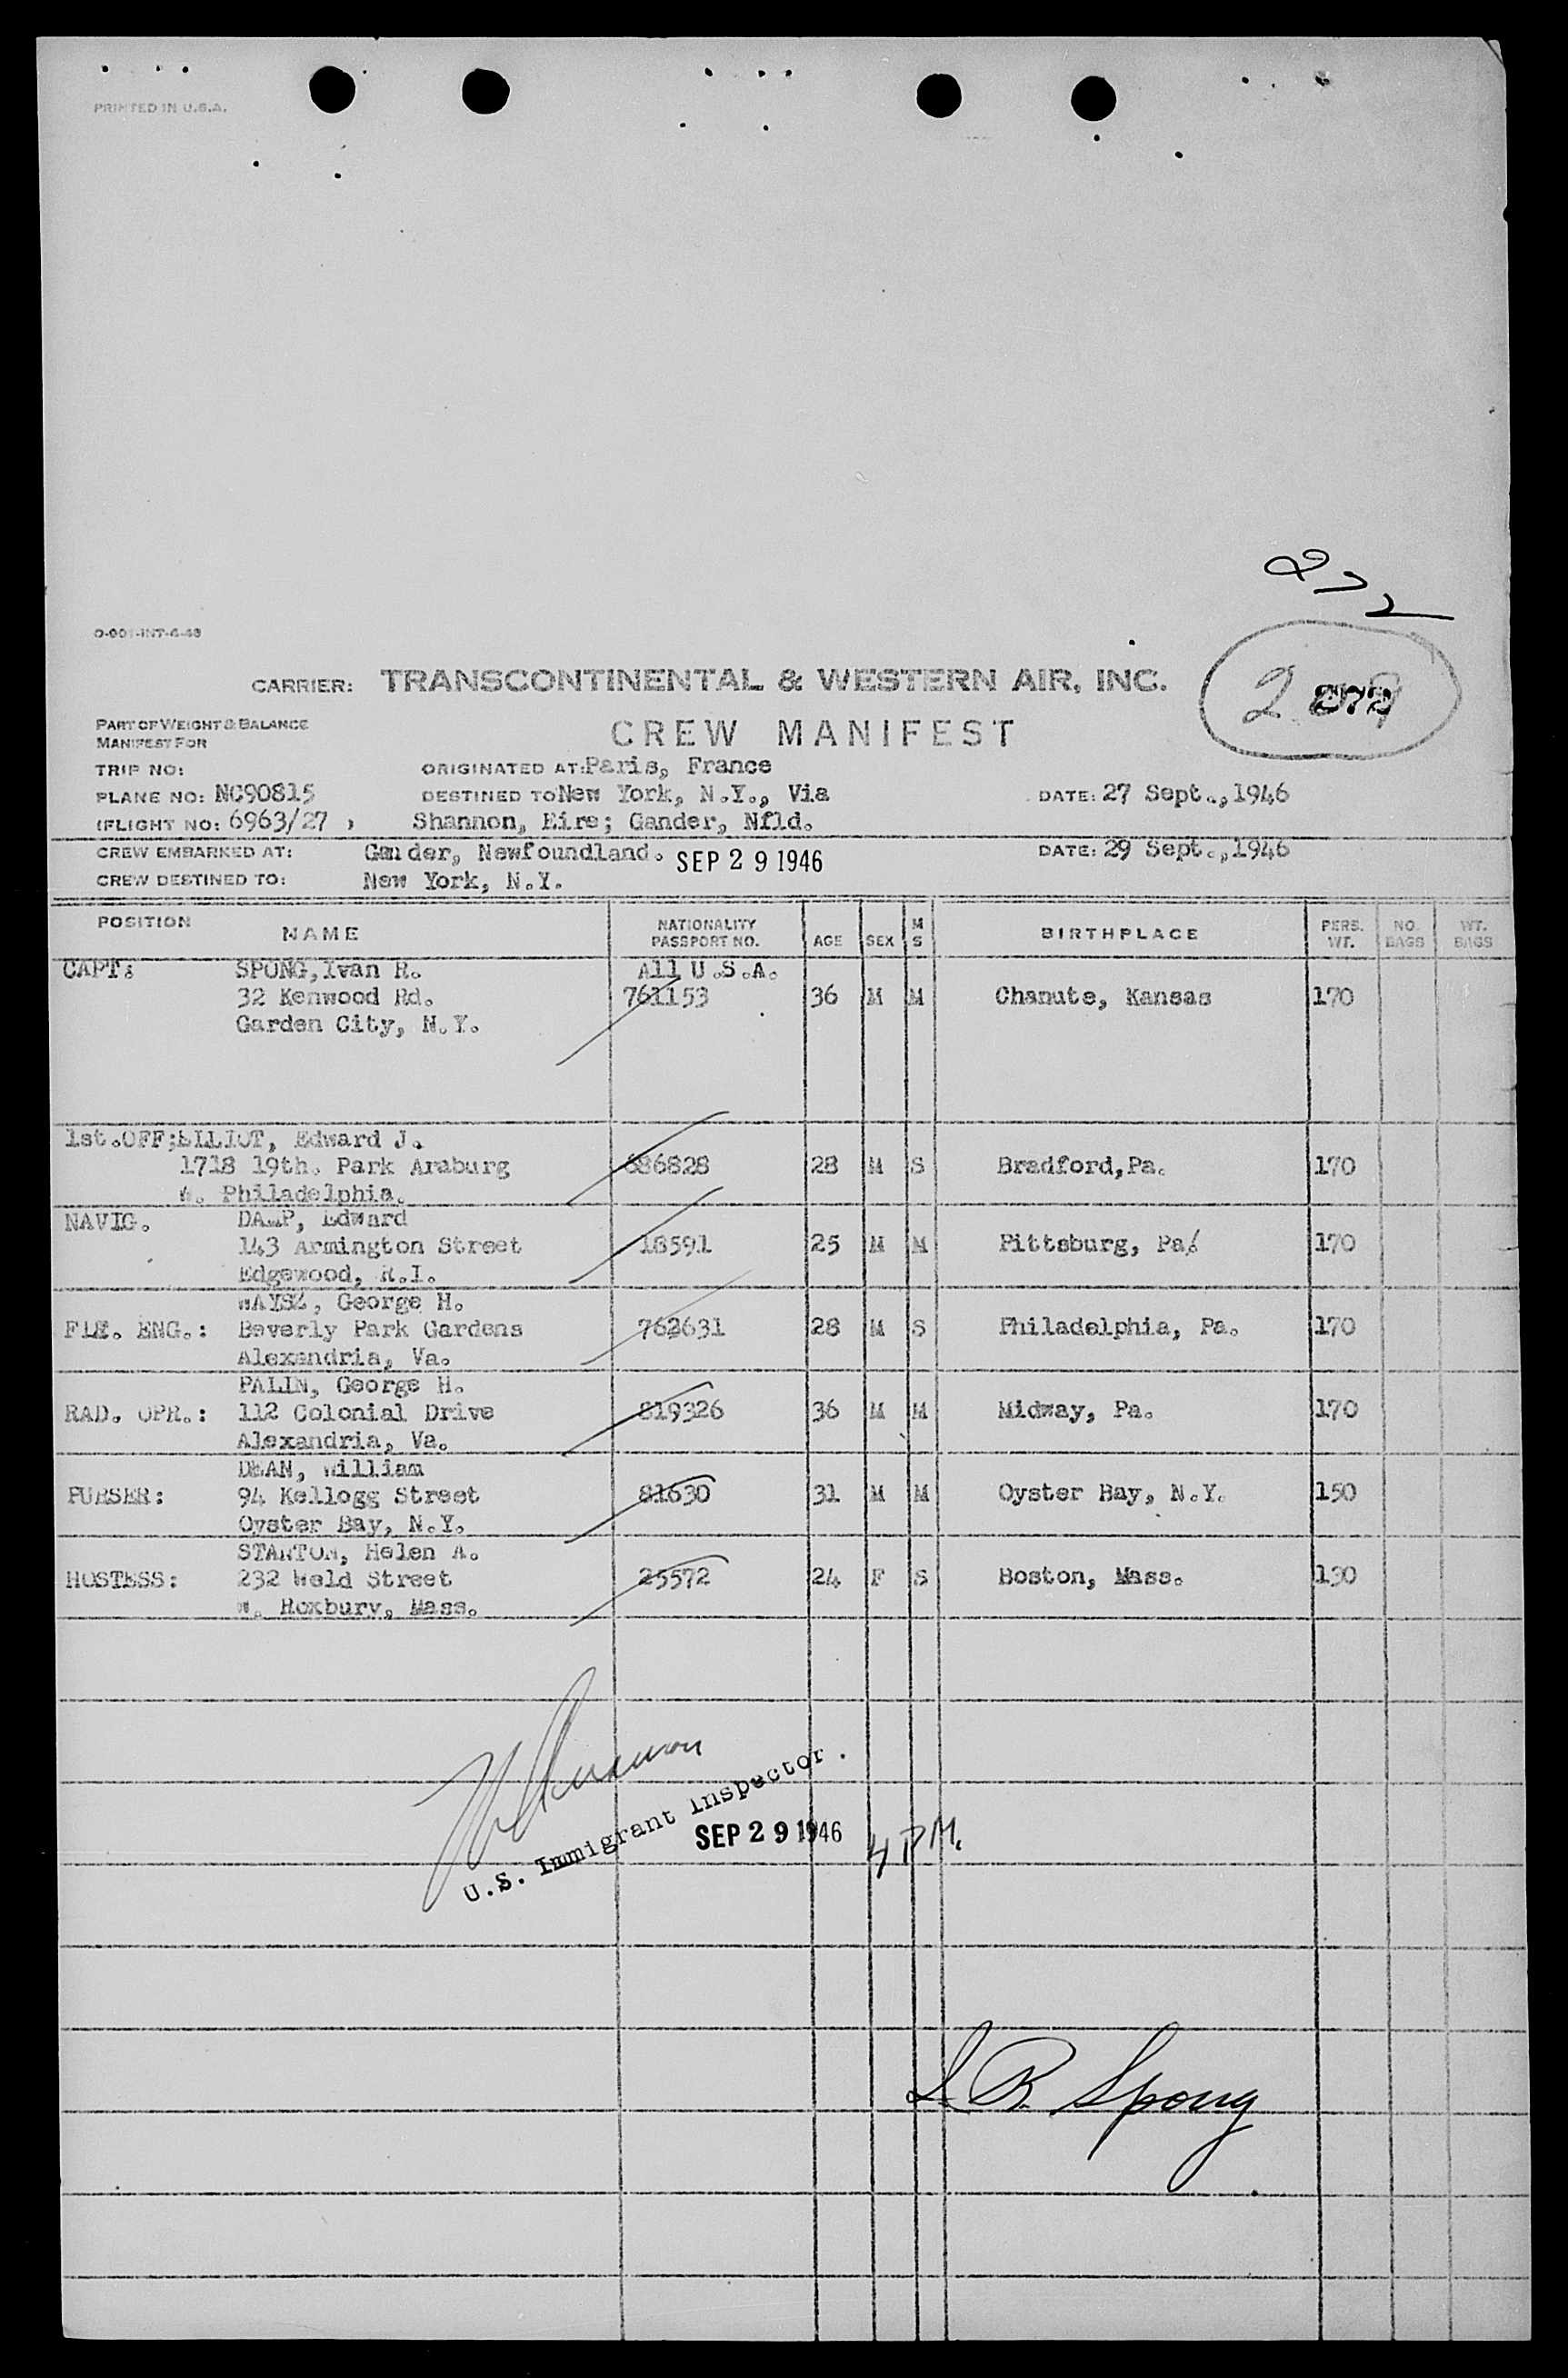 PRINTED IN U.S.A.
872
O-901-INT-4-46
CARRIER: TRANSCONTINENTAL & WESTERN AIR, INC.
2
PART OF WEIGHT & BALANCE
MANIFEST FOR
CREW MANIFEST
TRIP NO: ORIGINATED AT: Paris, France
PLANE NO: NC90815 DESTINED TO New York, N.Y., Via DATE: 27 Sept., 1946
(FLIGHT NO: 6963/27 ) Shannon, Eire; Gander, Nfld.
CREW EMBARKED AT: Gander, Newfoundland. SEP 29 1946 DATE: 29 Sept., 1946
CREW DESTINED TO: New York, N.Y.
POSITION NAME NATIONALITY PASSPORT NO. AGE SEX M S BIRTHPLACE PERS. WT. NO. BAGS WT. BAGS
CAPT: SPONG, Ivan R. All U.S.A.
32 Kenwood Rd. 761153 36 M M Chanute, Kansas 170
Garden City, N.Y.
1st.OFF; ELLIOT, Edward J.
1718 19th. Park Araburg 686828 28 M S Bradford, Pa. 170
W. Philadelphia.
NAVIG. Edward
143 Armington Street 18591 25 M M Pittsburg, Pa. 170
Edgewood, R.I.
George H.
FLT. ENG.: Beverly Park Gardens 762631 28 M S Philadelphia, Pa. 170
Alexandria, Va.
PALIN, George H.
RAD. OPR.: 112 Colonial Drive 819326 36 M M Midway, Pa. 170
Alexandria, Va.
DEAN, William
PURSER: 94 Kellogg Street 81630 31 M M Oyster Bay, N.Y. 150
Oyster Bay, N.Y.
STANTON, Helen A.
HOSTESS: 232 Weld Street 25572 24 F S Boston, Mass. 130
W. Roxbury, Mass.
U.S. Immigrant Inspector.
SEP 29 1946 4 PM.
I. R. Spong